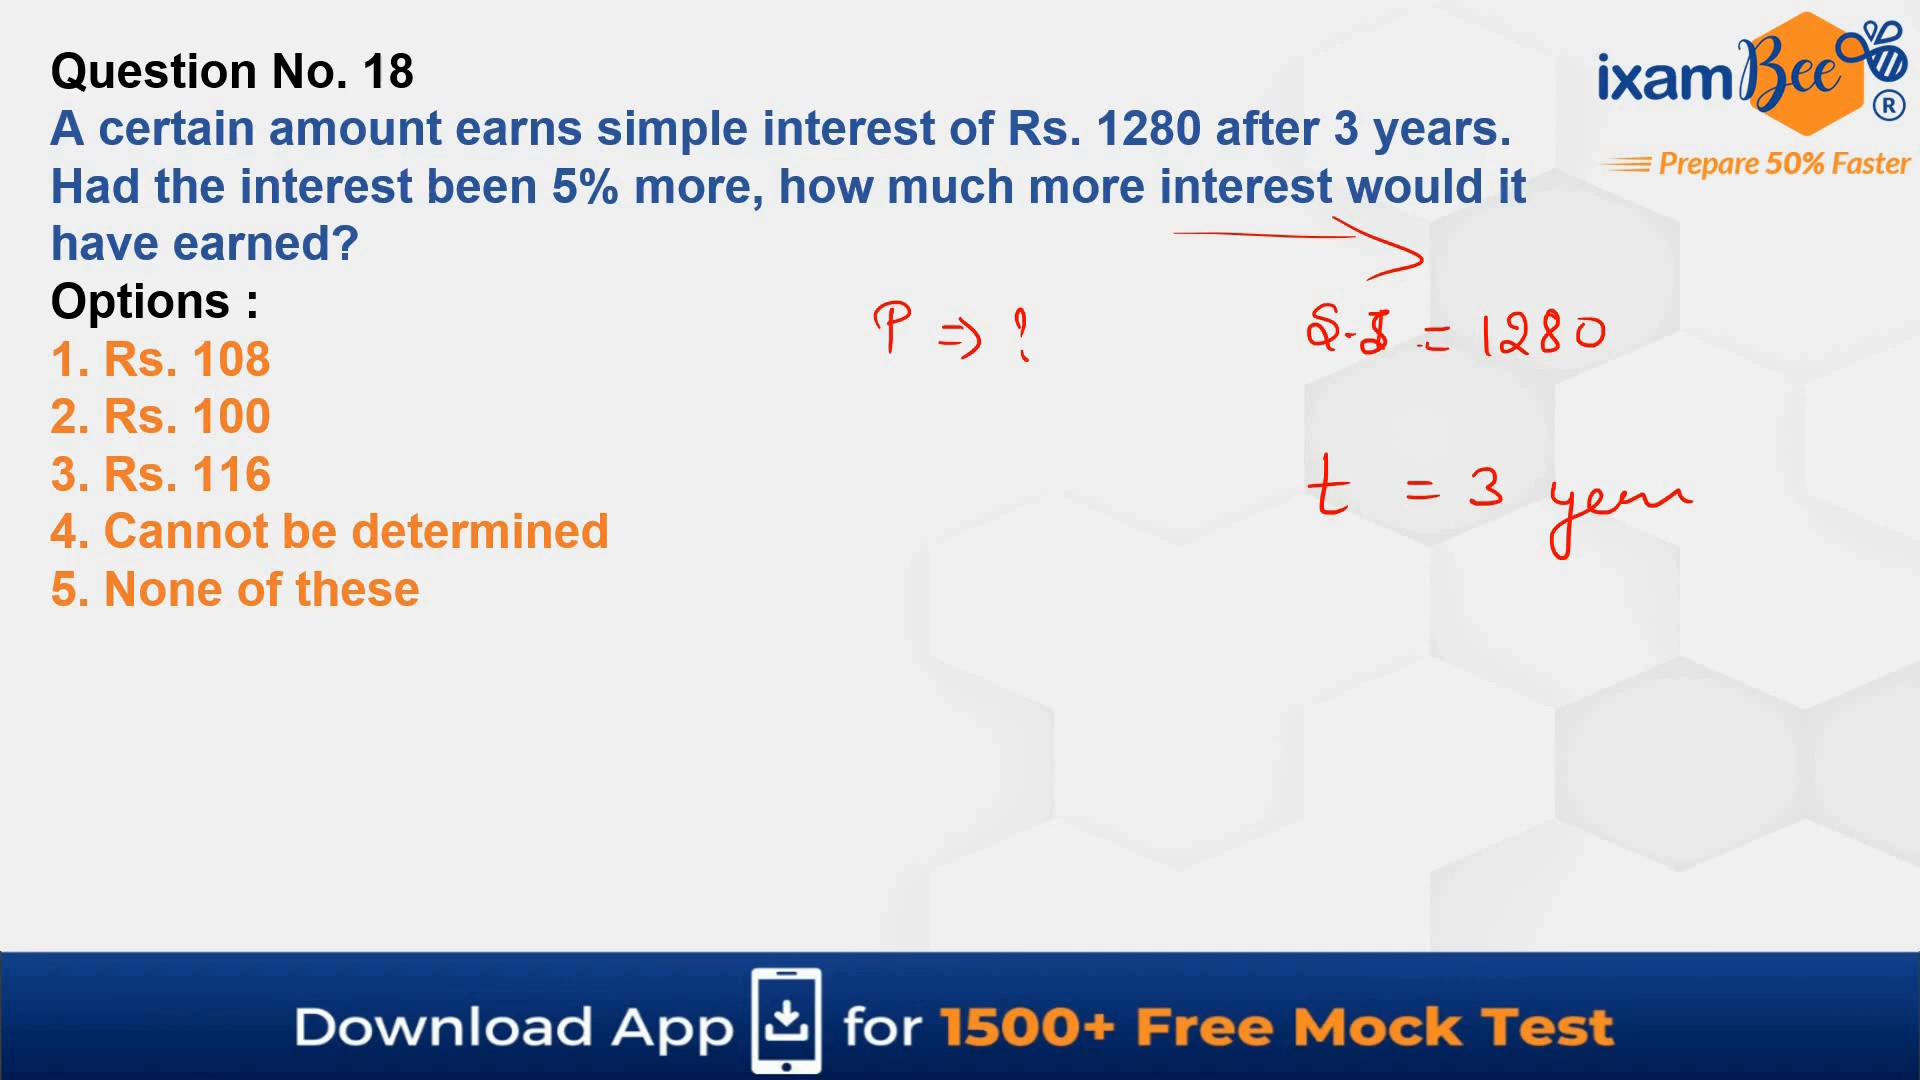 Question No. 18
A certain amount earns simple interest of Rs. 1280 after 3 years.
Had the interest been 5% more, how much more interest would it
have earned?
Options :
1. Rs. 108
2. Rs. 100
3. Rs. 116
4. Cannot be determined
5. None of these
ixamBee ®
Prepare 50% Faster
P => ?
S.I = 1280
t = 3 year
Download App for 1500+ Free Mock Test